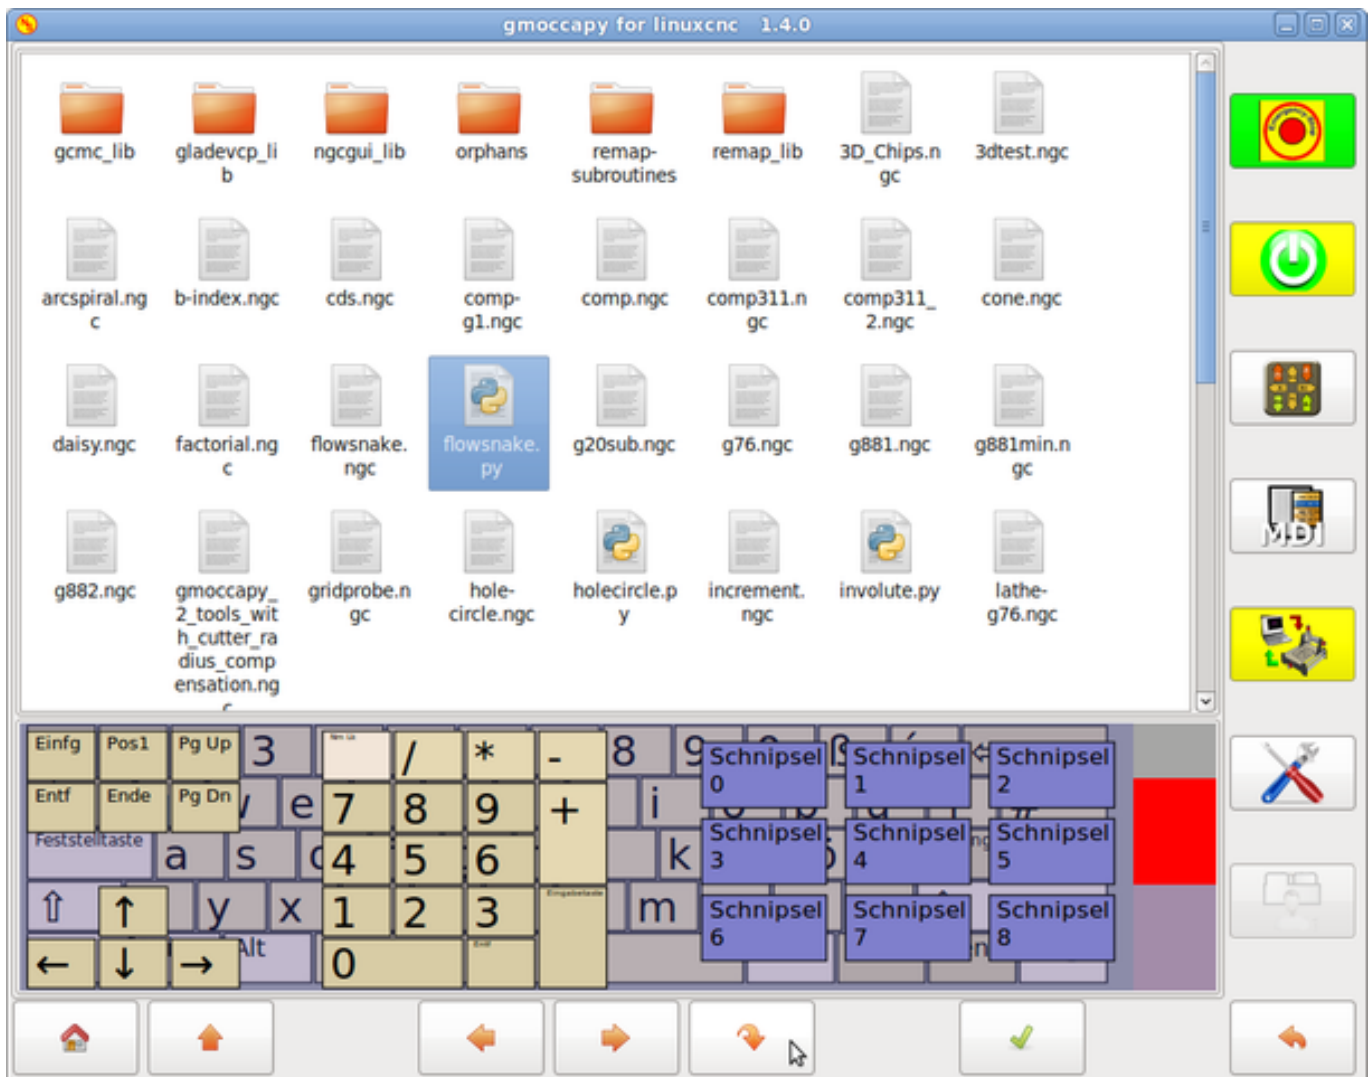 gmoccapy for linuxcnc 1.4.0
gcmc_lib
gladevcp_li
b
ngcgui_lib
orphans
remap-
subroutines
remap_lib
3D_Chips.n
gc
3dtest.ngc
arcspiral.ng
c
b-index.ngc
cds.ngc
comp-
g1.ngc
comp.ngc
comp311.n
gc
comp311_
2.ngc
cone.ngc
daisy.ngc
factorial.ng
c
flowsnake.
ngc
flowsnake.
py
g20sub.ngc
g76.ngc
g881.ngc
g881min.n
gc
g882.ngc
gmoccapy_
2_tools_wit
h_cutter_ra
dius_comp
ensation.ng
c
gridprobe.n
gc
hole-
circle.ngc
holecircle.p
y
increment.
ngc
involute.py
lathe-
g76.ngc
MDI
Einfg Pos1 Pg Up 3 / * - 8 9
Schnipsel
0
Schnipsel
1
Schnipsel
2
Entf Ende Pg Dn e 7 8 9 + i
Feststelltaste a s 4 5 6 k
Schnipsel
3
Schnipsel
4
Schnipsel
5
⇧ ↑ y x 1 2 3 m
Eingabetaste
Schnipsel
6
Schnipsel
7
Schnipsel
8
← ↓ → Alt 0